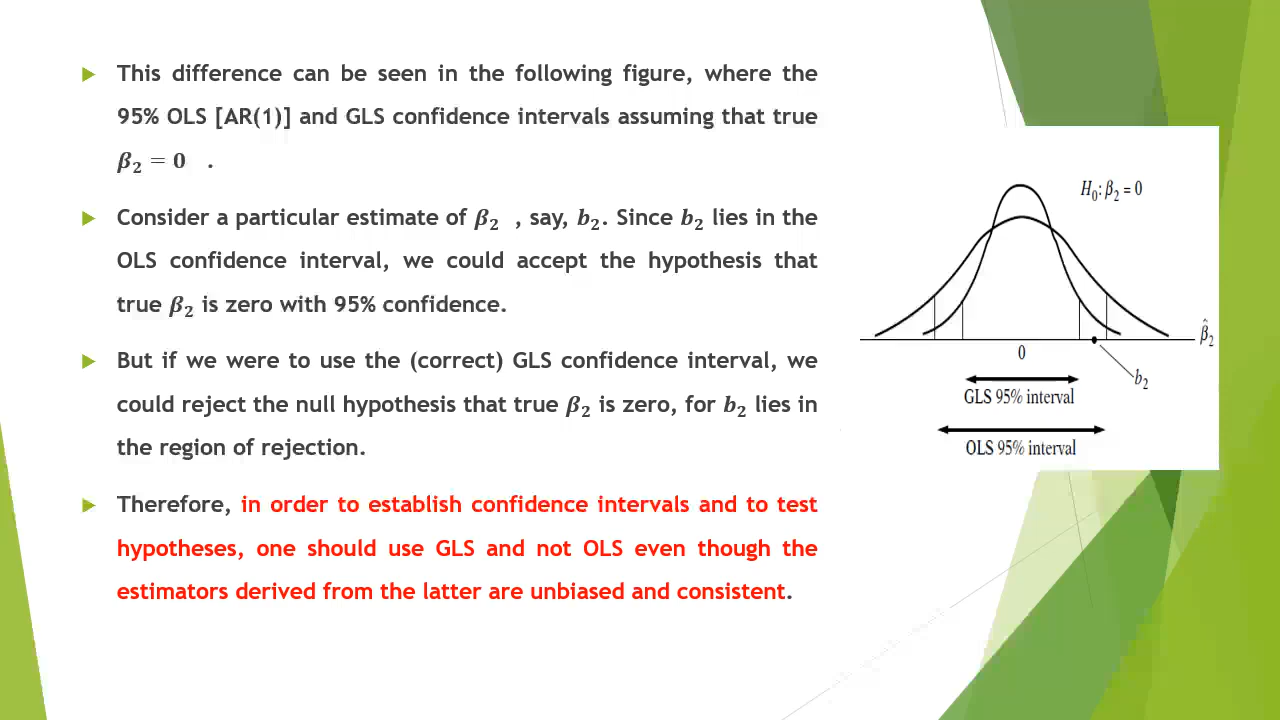 This difference can be seen in the following figure, where the
95% OLS [AR(1)] and GLS confidence intervals assuming that true
β₂ = 0 .
Consider a particular estimate of β₂ , say, b₂. Since b₂ lies in the
OLS confidence interval, we could accept the hypothesis that
true β₂ is zero with 95% confidence.
But if we were to use the (correct) GLS confidence interval, we
could reject the null hypothesis that true β₂ is zero, for b₂ lies in
the region of rejection.
Therefore, in order to establish confidence intervals and to test
hypotheses, one should use GLS and not OLS even though the
estimators derived from the latter are unbiased and consistent.
H₀: β₂ = 0
β̂₂
0
b₂
GLS 95% interval
OLS 95% interval